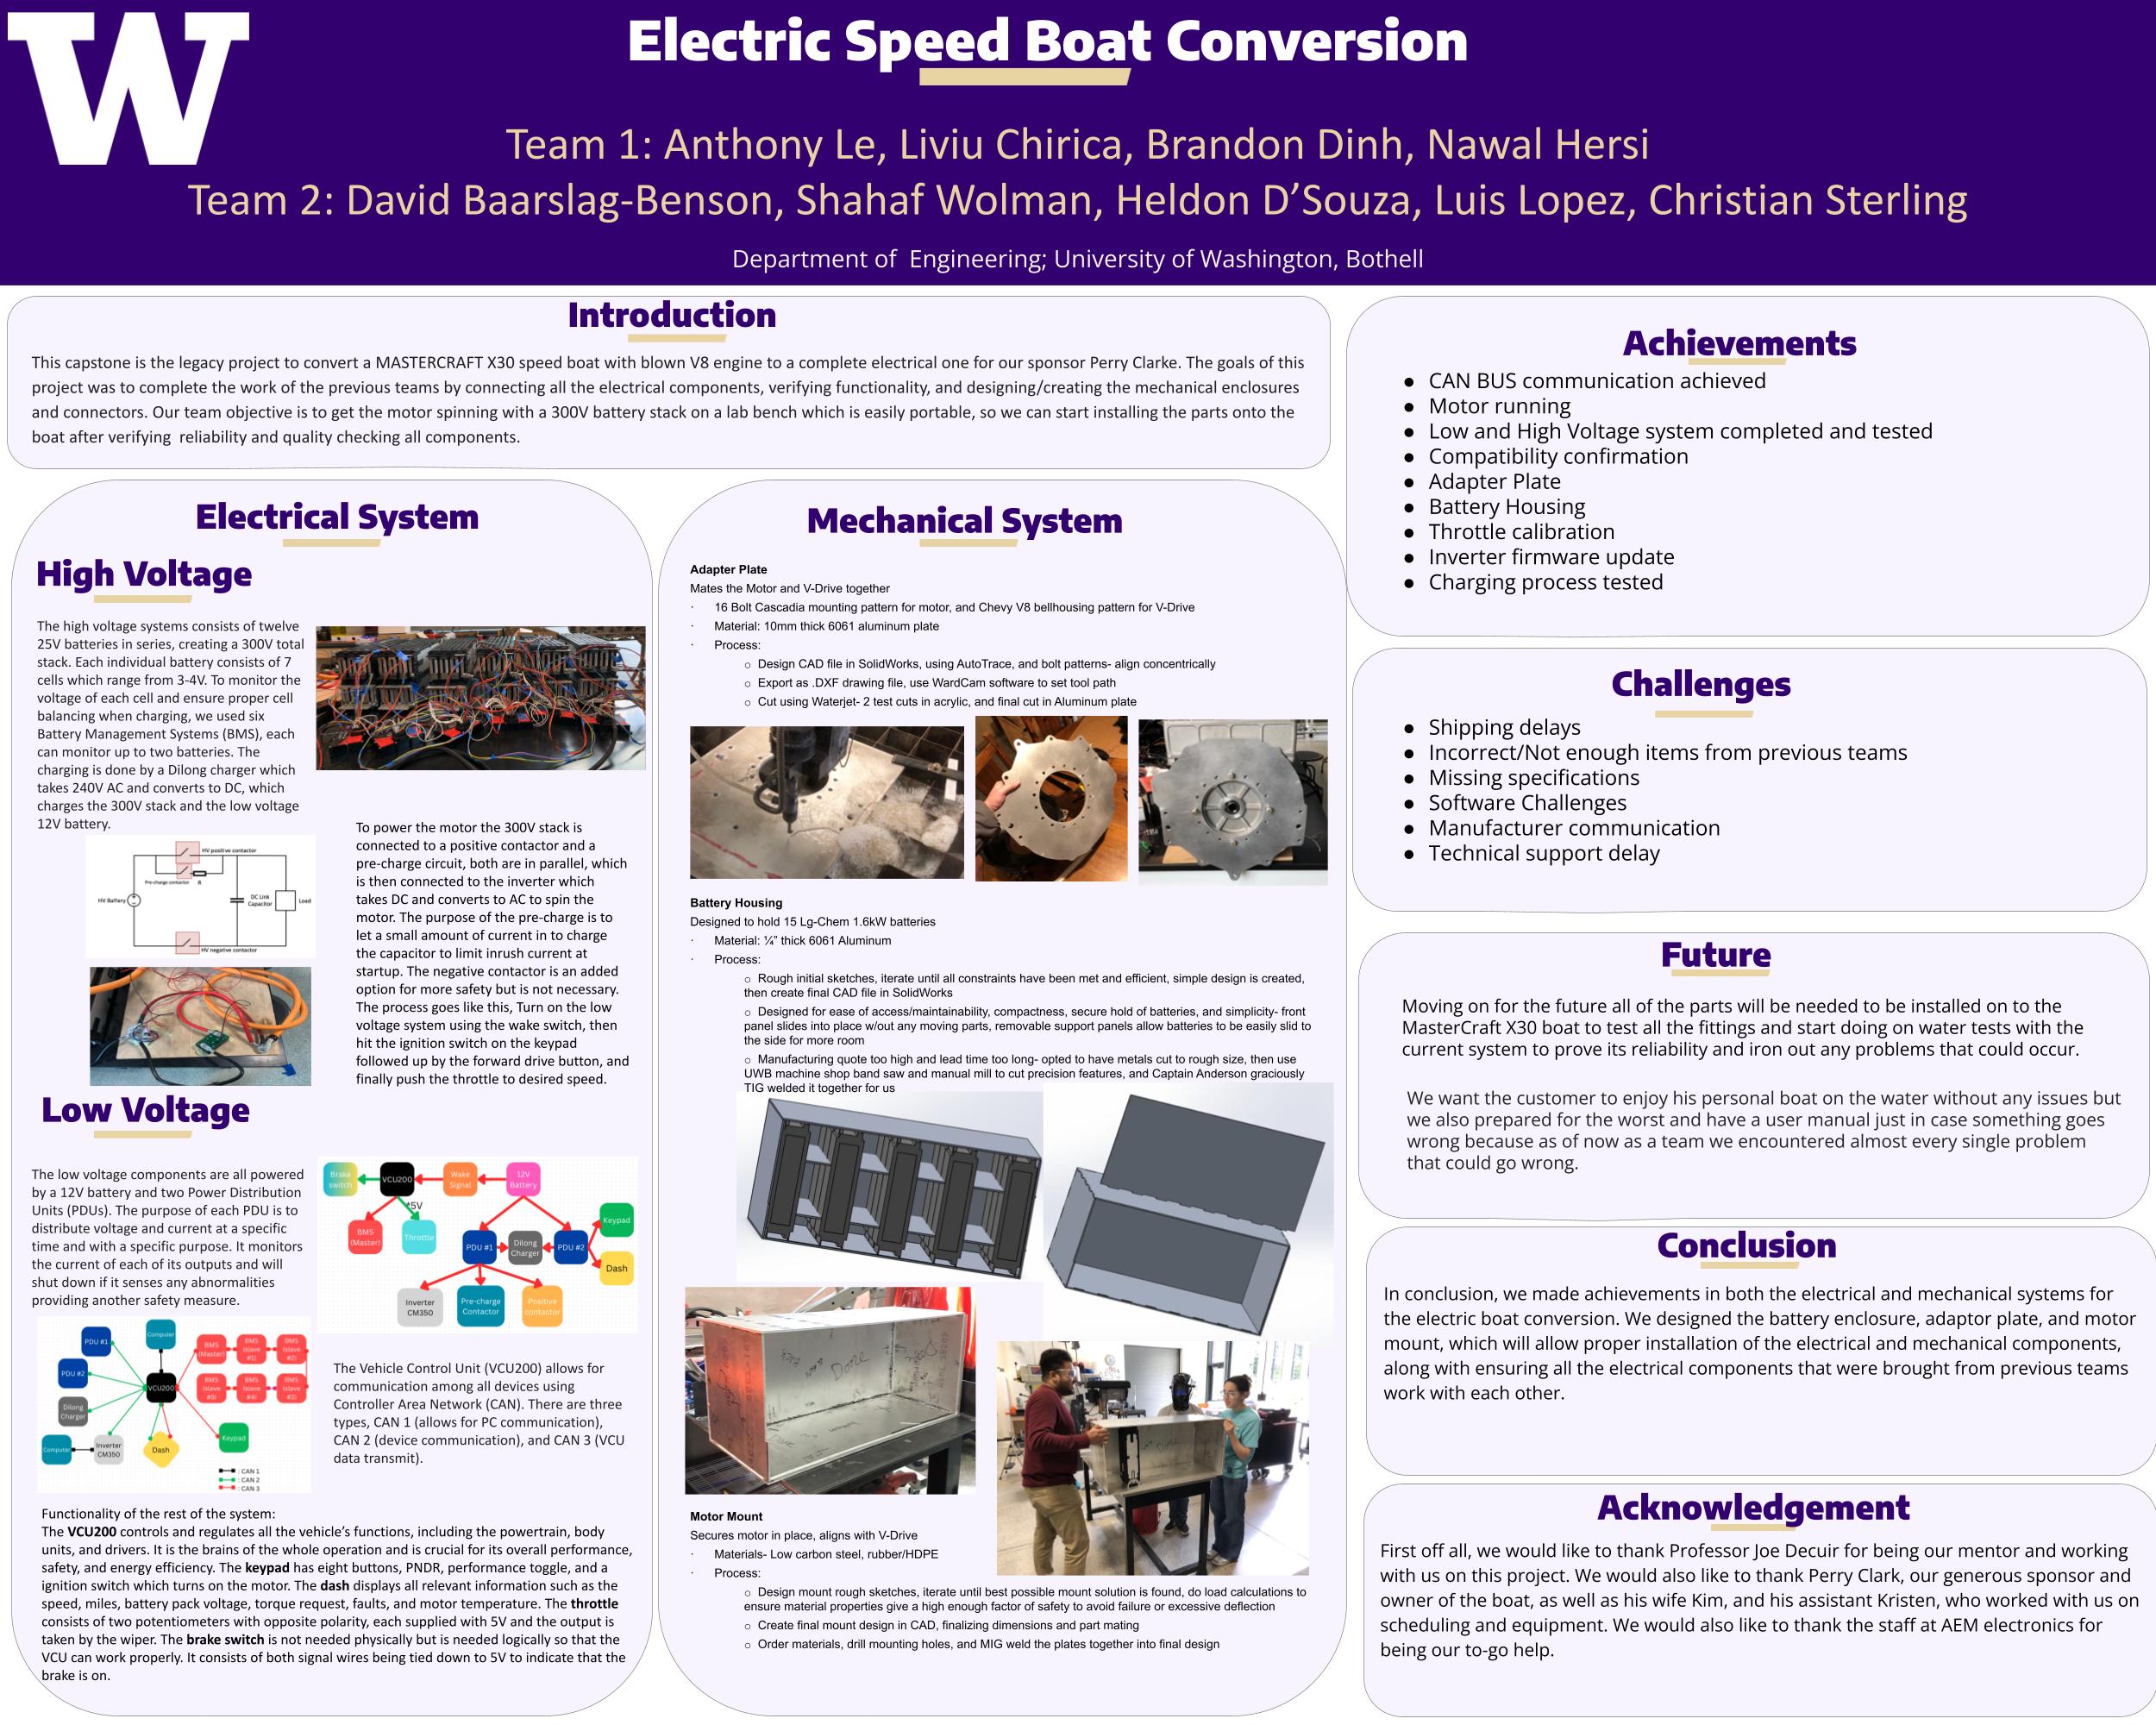 W
Electric Speed Boat Conversion
Team 1: Anthony Le, Liviu Chirica, Brandon Dinh, Nawal Hersi
Team 2: David Baarslag-Benson, Shahaf Wolman, Heldon D’Souza, Luis Lopez, Christian Sterling
Department of  Engineering; University of Washington, Bothell
Introduction
This capstone is the legacy project to convert a MASTERCRAFT X30 speed boat with blown V8 engine to a complete electrical one for our sponsor Perry Clarke. The goals of this
project was to complete the work of the previous teams by connecting all the electrical components, verifying functionality, and designing/creating the mechanical enclosures
and connectors. Our team objective is to get the motor spinning with a 300V battery stack on a lab bench which is easily portable, so we can start installing the parts onto the
boat after verifying  reliability and quality checking all components.
Electrical System
High Voltage
The high voltage systems consists of twelve
25V batteries in series, creating a 300V total
stack. Each individual battery consists of 7
cells which range from 3-4V. To monitor the
voltage of each cell and ensure proper cell
balancing when charging, we used six
Battery Management Systems (BMS), each
can monitor up to two batteries. The
charging is done by a Dilong charger which
takes 240V AC and converts to DC, which
charges the 300V stack and the low voltage
12V battery.
HV positive contactor
Pre-charge contactor
R
HV Battery
DC Link
Capacitor
Load
HV negative contactor
To power the motor the 300V stack is
connected to a positive contactor and a
pre-charge circuit, both are in parallel, which
is then connected to the inverter which
takes DC and converts to AC to spin the
motor. The purpose of the pre-charge is to
let a small amount of current in to charge
the capacitor to limit inrush current at
startup. The negative contactor is an added
option for more safety but is not necessary.
The process goes like this, Turn on the low
voltage system using the wake switch, then
hit the ignition switch on the keypad
followed up by the forward drive button, and
finally push the throttle to desired speed.
Low Voltage
The low voltage components are all powered
by a 12V battery and two Power Distribution
Units (PDUs). The purpose of each PDU is to
distribute voltage and current at a specific
time and with a specific purpose. It monitors
the current of each of its outputs and will
shut down if it senses any abnormalities
providing another safety measure.
Brake
switch
VCU200
Wake
Signal
12V
Battery
5V
BMS
(Master)
Throttle
PDU #1
Dilong
Charger
PDU #2
Keypad
Dash
Inverter
CM350
Pre-charge
Contactor
Positive
contactor
PDU #1
Computer
BMS
(Master)
BMS
(slave
#1)
BMS
(slave
#2)
PDU #2
VCU200
BMS
(slave
#5)
BMS
(slave
#4)
BMS
(slave
#3)
Dilong
Charger
Computer
Inverter
CM350
Dash
Keypad
: CAN 1
: CAN 2
: CAN 3
The Vehicle Control Unit (VCU200) allows for
communication among all devices using
Controller Area Network (CAN). There are three
types, CAN 1 (allows for PC communication),
CAN 2 (device communication), and CAN 3 (VCU
data transmit).
Functionality of the rest of the system:
The VCU200 controls and regulates all the vehicle’s functions, including the powertrain, body
units, and drivers. It is the brains of the whole operation and is crucial for its overall performance,
safety, and energy efficiency. The keypad has eight buttons, PNDR, performance toggle, and a
ignition switch which turns on the motor. The dash displays all relevant information such as the
speed, miles, battery pack voltage, torque request, faults, and motor temperature. The throttle
consists of two potentiometers with opposite polarity, each supplied with 5V and the output is
taken by the wiper. The brake switch is not needed physically but is needed logically so that the
VCU can work properly. It consists of both signal wires being tied down to 5V to indicate that the
brake is on.
Mechanical System
Adapter Plate
Mates the Motor and V-Drive together
· 16 Bolt Cascadia mounting pattern for motor, and Chevy V8 bellhousing pattern for V-Drive
· Material: 10mm thick 6061 aluminum plate
· Process:
○ Design CAD file in SolidWorks, using AutoTrace, and bolt patterns- align concentrically
○ Export as .DXF drawing file, use WardCam software to set tool path
○ Cut using Waterjet- 2 test cuts in acrylic, and final cut in Aluminum plate
Battery Housing
Designed to hold 15 Lg-Chem 1.6kW batteries
· Material: ¼” thick 6061 Aluminum
· Process:
○ Rough initial sketches, iterate until all constraints have been met and efficient, simple design is created,
then create final CAD file in SolidWorks
○ Designed for ease of access/maintainability, compactness, secure hold of batteries, and simplicity- front
panel slides into place w/out any moving parts, removable support panels allow batteries to be easily slid to
the side for more room
○ Manufacturing quote too high and lead time too long- opted to have metals cut to rough size, then use
UWB machine shop band saw and manual mill to cut precision features, and Captain Anderson graciously
TIG welded it together for us
Motor Mount
Secures motor in place, aligns with V-Drive
· Materials- Low carbon steel, rubber/HDPE
· Process:
○ Design mount rough sketches, iterate until best possible mount solution is found, do load calculations to
ensure material properties give a high enough factor of safety to avoid failure or excessive deflection
○ Create final mount design in CAD, finalizing dimensions and part mating
○ Order materials, drill mounting holes, and MIG weld the plates together into final design
Achievements
● CAN BUS communication achieved
● Motor running
● Low and High Voltage system completed and tested
● Compatibility confirmation
● Adapter Plate
● Battery Housing
● Throttle calibration
● Inverter firmware update
● Charging process tested
Challenges
● Shipping delays
● Incorrect/Not enough items from previous teams
● Missing specifications
● Software Challenges
● Manufacturer communication
● Technical support delay
Future
Moving on for the future all of the parts will be needed to be installed on to the
MasterCraft X30 boat to test all the fittings and start doing on water tests with the
current system to prove its reliability and iron out any problems that could occur.
We want the customer to enjoy his personal boat on the water without any issues but
we also prepared for the worst and have a user manual just in case something goes
wrong because as of now as a team we encountered almost every single problem
that could go wrong.
Conclusion
In conclusion, we made achievements in both the electrical and mechanical systems for
the electric boat conversion. We designed the battery enclosure, adaptor plate, and motor
mount, which will allow proper installation of the electrical and mechanical components,
along with ensuring all the electrical components that were brought from previous teams
work with each other.
Acknowledgement
First off all, we would like to thank Professor Joe Decuir for being our mentor and working
with us on this project. We would also like to thank Perry Clark, our generous sponsor and
owner of the boat, as well as his wife Kim, and his assistant Kristen, who worked with us on
scheduling and equipment. We would also like to thank the staff at AEM electronics for
being our to-go help.